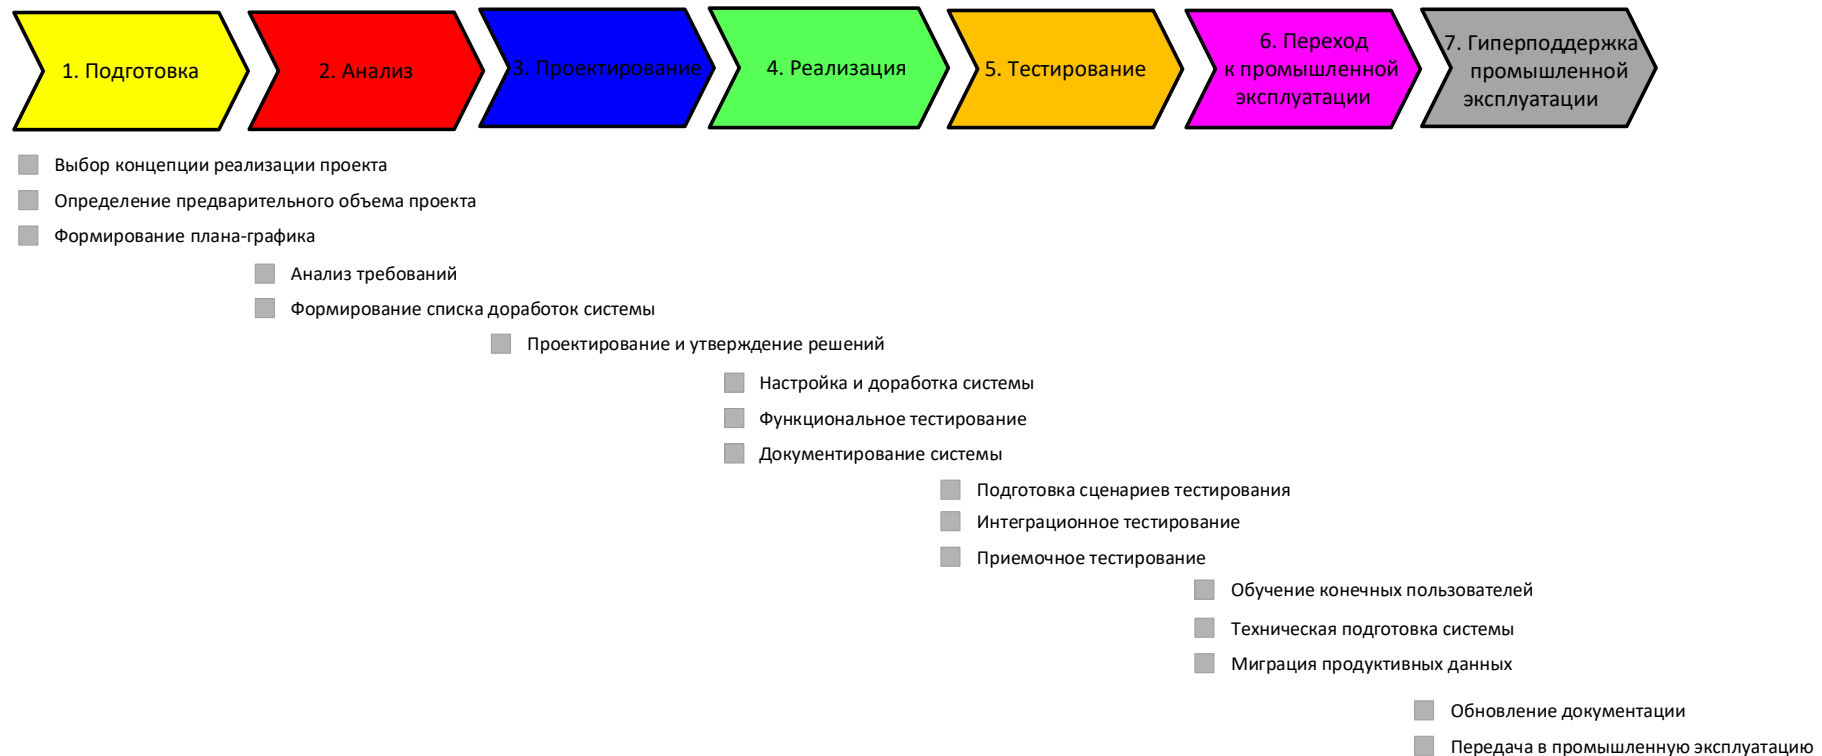 1. Подготовка
2. Анализ
3. Проектирование
4. Реализация
5. Тестирование
6. Переход
к промышленной
эксплуатации
7. Гиперподдержка
промышленной
эксплуатации
Выбор концепции реализации проекта
Определение предварительного объема проекта
Формирование плана-графика
Анализ требований
Формирование списка доработок системы
Проектирование и утверждение решений
Настройка и доработка системы
Функциональное тестирование
Документирование системы
Подготовка сценариев тестирования
Интеграционное тестирование
Приемочное тестирование
Обучение конечных пользователей
Техническая подготовка системы
Миграция продуктивных данных
Обновление документации
Передача в промышленную эксплуатацию